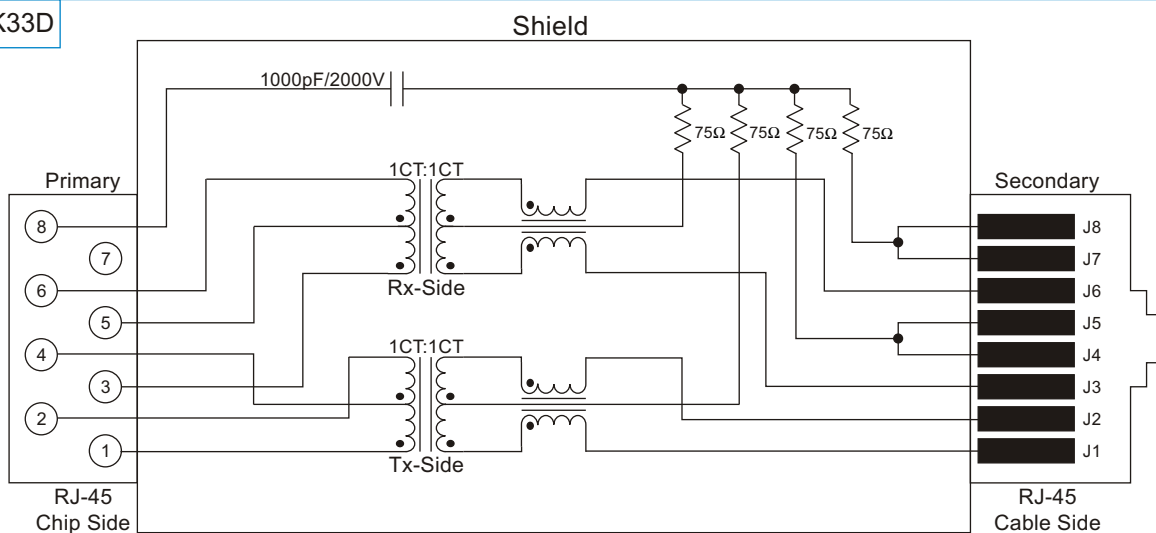 K33D
Shield
1000pF/2000V
75Ω 75Ω 75Ω 75Ω
1CT:1CT
Primary
Secondary
8
J8
7
J7
6
Rx-Side
J6
5
J5
4
1CT:1CT
J4
3
J3
2
J2
1
J1
Tx-Side
RJ-45
Chip Side
RJ-45
Cable Side